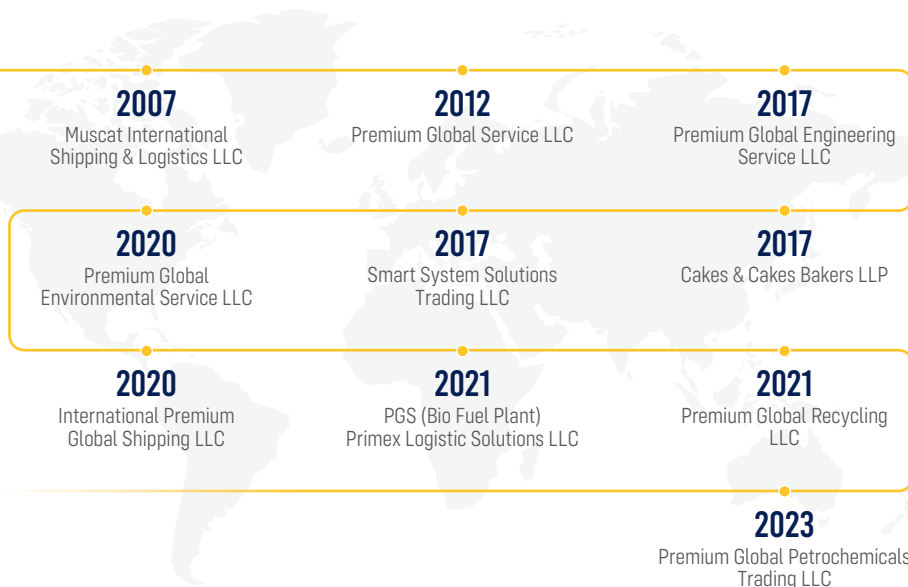 2007
Muscat International
Shipping & Logistics LLC
2012
Premium Global Service LLC
2017
Premium Global Engineering
Service LLC
2020
Premium Global
Environmental Service LLC
2017
Smart System Solutions
Trading LLC
2017
Cakes & Cakes Bakers LLP
2020
International Premium
Global Shipping LLC
2021
PGS (Bio Fuel Plant)
Primex Logistic Solutions LLC
2021
Premium Global Recycling
LLC
2023
Premium Global Petrochemicals
Trading LLC